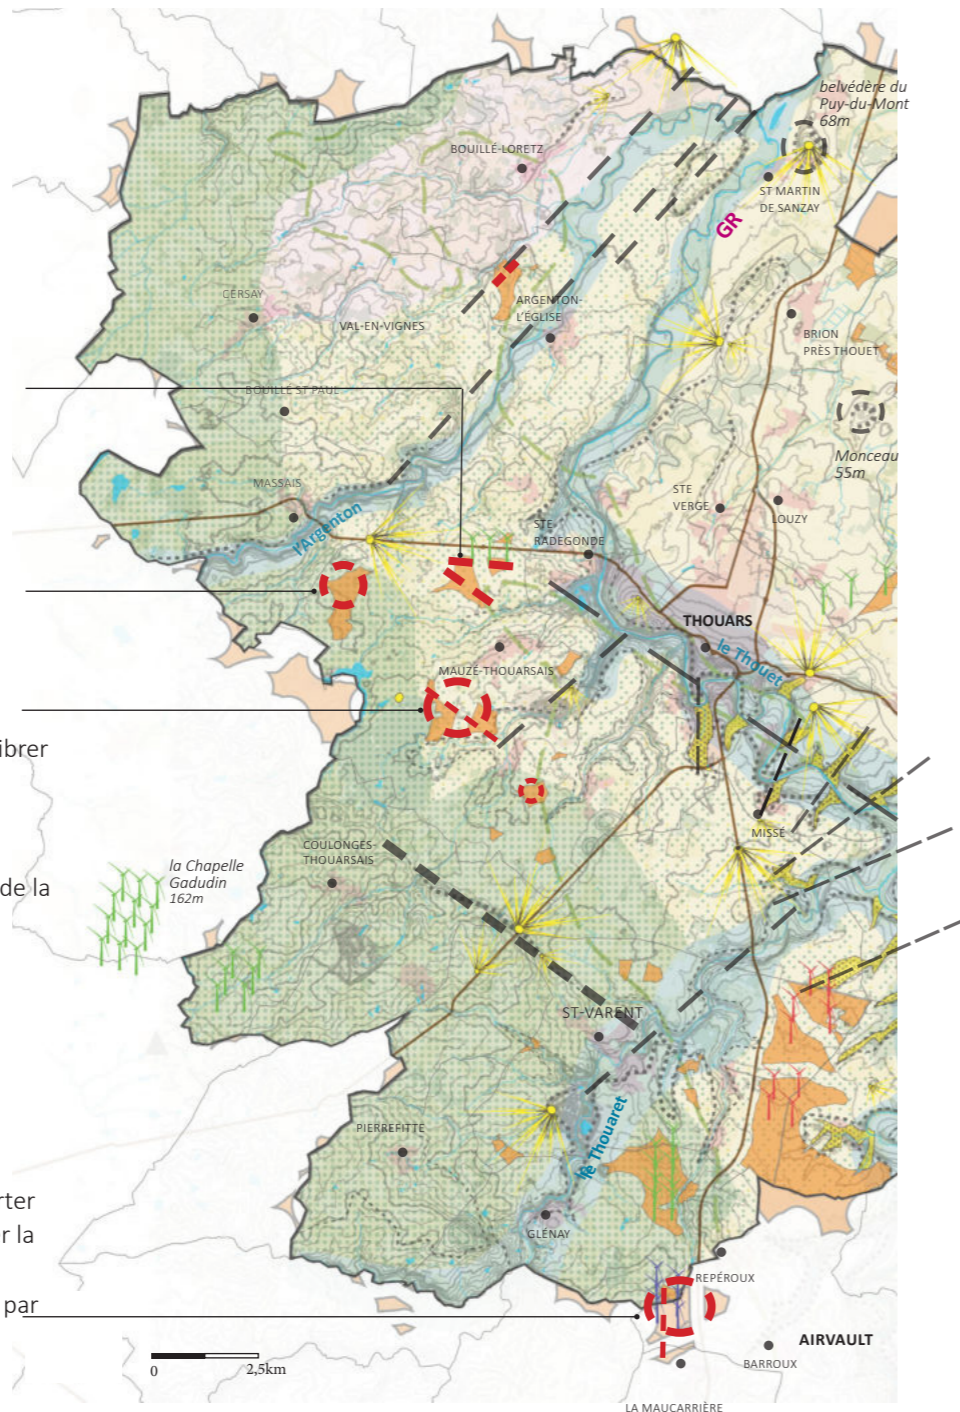 belvédère du
Puy-du-Mont
68m
BOUILLÉ-LORETZ
ST MARTIN
DE SANZAY
GR
CERSAY
ARGENTON-
L'ÉGLISE
VAL-EN-VIGNES
BRION
PRÈS THOUET
BOUILLÉ ST PAUL
Monceau
55m
MASSAIS
STE
VERGE
LOUZY
l'Argenton
STE
RADEGONDE
THOUARS
le Thouet
MAUZÉ-THOUARSAIS
ibrer
MISSÉ
COULONGES-
THOUARSAIS
la Chapelle
Gadudin
162m
de la
ST-VARENT
le Thouaret
PIERREFITTE
rter
r la
GLÉNAY
REPÉROUX
par
AIRVAULT
BARROUX
0
2,5km
LA MAUCARRIÈRE